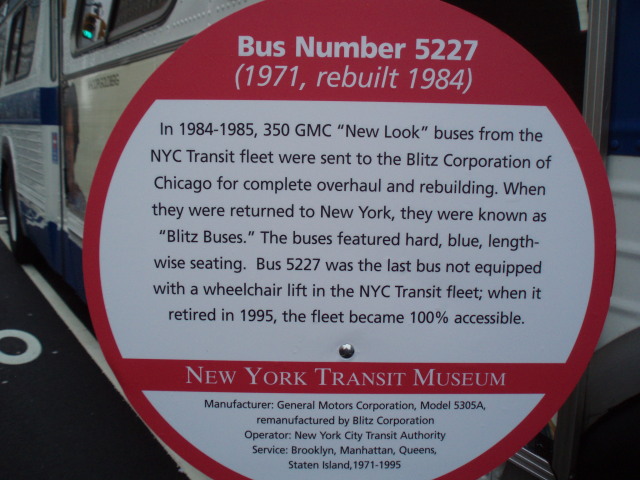 Bus Number 5227
(1971, rebuilt 1984)
In 1984-1985, 350 GMC “New Look” buses from the
NYC Transit fleet were sent to the Blitz Corporation of
Chicago for complete overhaul and rebuilding. When
they were returned to New York, they were known as
“Blitz Buses.” The buses featured hard, blue, length-
wise seating. Bus 5227 was the last bus not equipped
with a wheelchair lift in the NYC Transit fleet; when it
retired in 1995, the fleet became 100% accessible.
NEW YORK TRANSIT MUSEUM
Manufacturer: General Motors Corporation, Model 5305A,
remanufactured by Blitz Corporation
Operator: New York City Transit Authority
Service: Brooklyn, Manhattan, Queens,
Staten Island,1971-1995